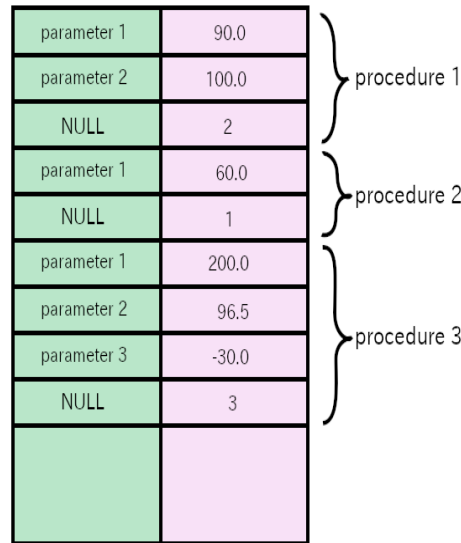 parameter 1 90.0
parameter 2 100.0
NULL 2
procedure 1
parameter 1 60.0
NULL 1
procedure 2
parameter 1 200.0
parameter 2 96.5
parameter 3 -30.0
NULL 3
procedure 3